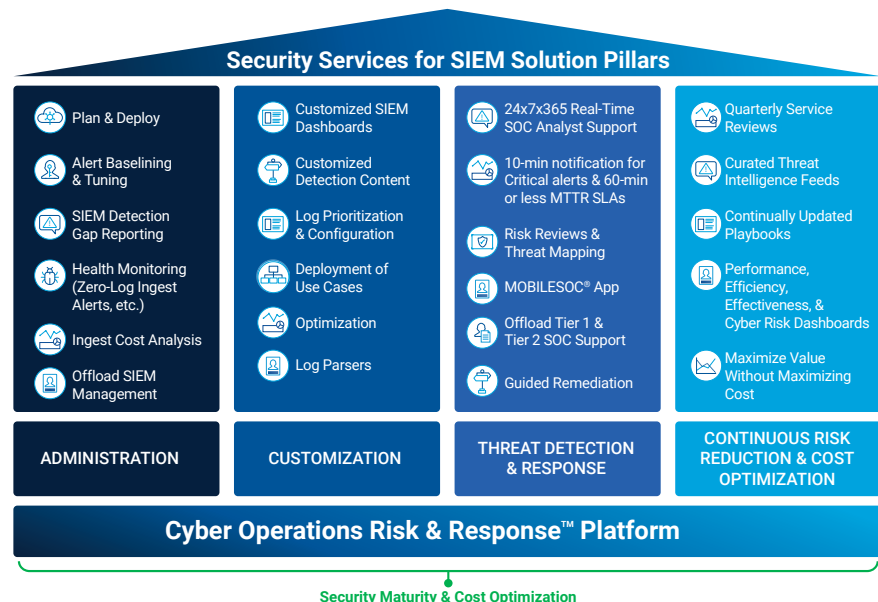 Security Services for SIEM Solution Pillars
Plan & Deploy
Alert Baselining
& Tuning
SIEM Detection
Gap Reporting
Health Monitoring
(Zero-Log Ingest
Alerts, etc.)
Ingest Cost Analysis
Offload SIEM
Management
ADMINISTRATION
Customized SIEM
Dashboards
Customized
Detection Content
Log Prioritization
& Configuration
Deployment of
Use Cases
Optimization
Log Parsers
CUSTOMIZATION
24x7x365 Real-Time
SOC Analyst Support
10-min notification for
Critical alerts & 60-min
or less MTTR SLAs
Risk Reviews &
Threat Mapping
MOBILESOC® App
Offload Tier 1 &
Tier 2 SOC Support
Guided Remediation
THREAT DETECTION
& RESPONSE
Quarterly Service
Reviews
Curated Threat
Intelligence Feeds
Continually Updated
Playbooks
Performance,
Efficiency,
Effectiveness, &
Cyber Risk Dashboards
Maximize Value
Without Maximizing
Cost
CONTINUOUS RISK
REDUCTION & COST
OPTIMIZATION
Cyber Operations Risk & Response™ Platform
Security Maturity & Cost Optimization